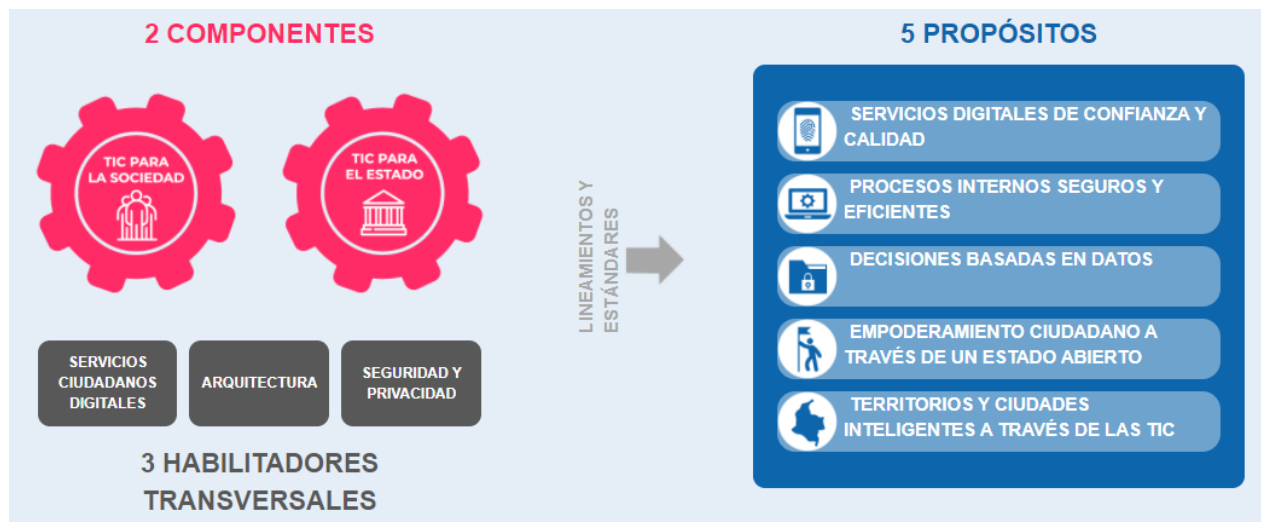 2 COMPONENTES
TIC PARA
LA SOCIEDAD
TIC PARA
EL ESTADO
SERVICIOS
CIUDADANOS
DIGITALES
ARQUITECTURA
SEGURIDAD Y
PRIVACIDAD
3 HABILITADORES
TRANSVERSALES
LINEAMIENTOS Y
ESTÁNDARES
5 PROPÓSITOS
SERVICIOS DIGITALES DE CONFIANZA Y
CALIDAD
PROCESOS INTERNOS SEGUROS Y
EFICIENTES
DECISIONES BASADAS EN DATOS
EMPODERAMIENTO CIUDADANO A
TRAVÉS DE UN ESTADO ABIERTO
TERRITORIOS Y CIUDADES
INTELIGENTES A TRAVÉS DE LAS TIC